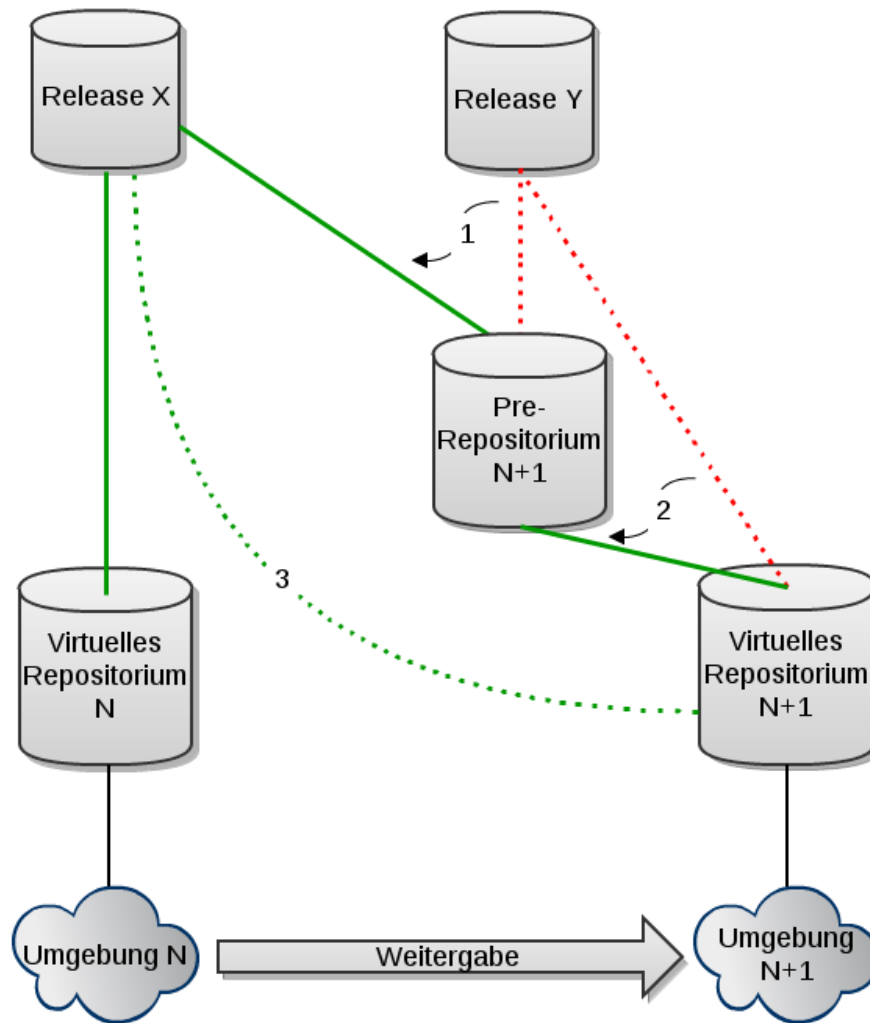 Release X
Release Y
1
Pre-
Repositorium
N+1
2
3
Virtuelles
Repositorium
N
Virtuelles
Repositorium
N+1
Umgebung N
Weitergabe
Umgebung
N+1